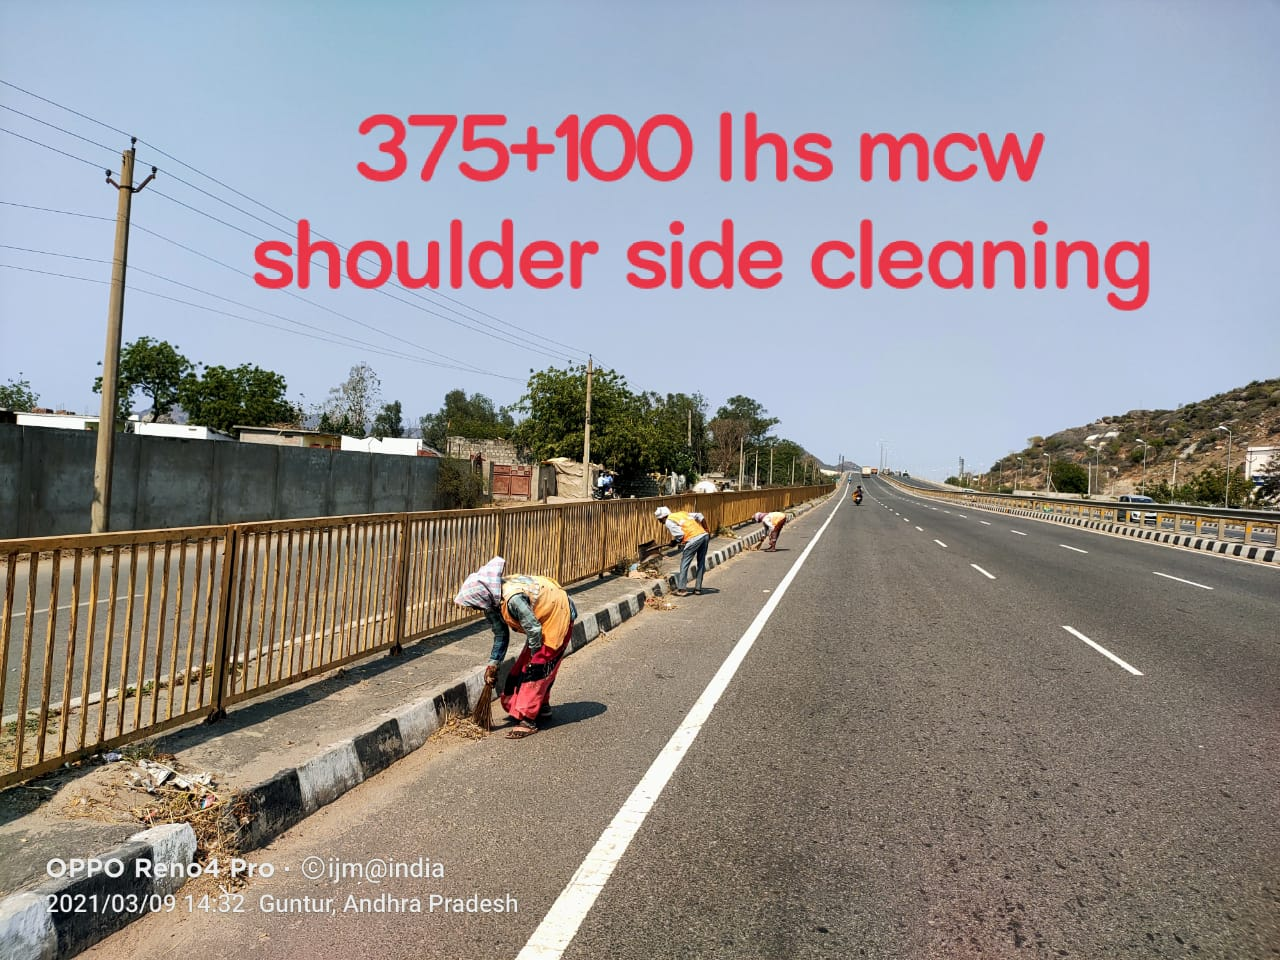 375+100 lhs mcw
shoulder side cleaning
OPPO Reno4 Pro · ©ijm@india
2021/03/09 14:32 Guntur, Andhra Pradesh